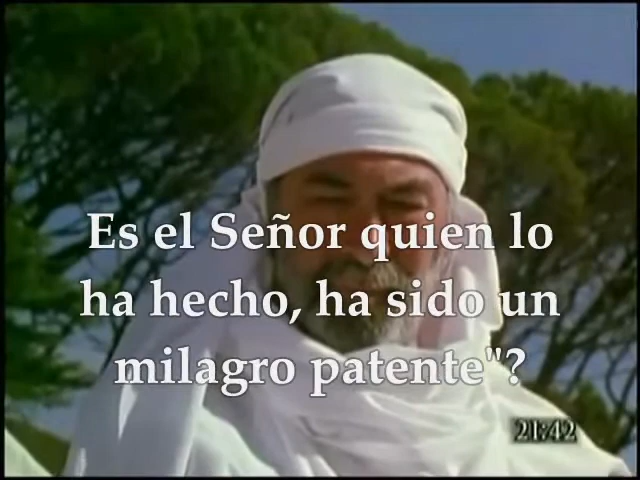 Es el Señor quien lo
ha hecho, ha sido un
milagro patente"?
21:42